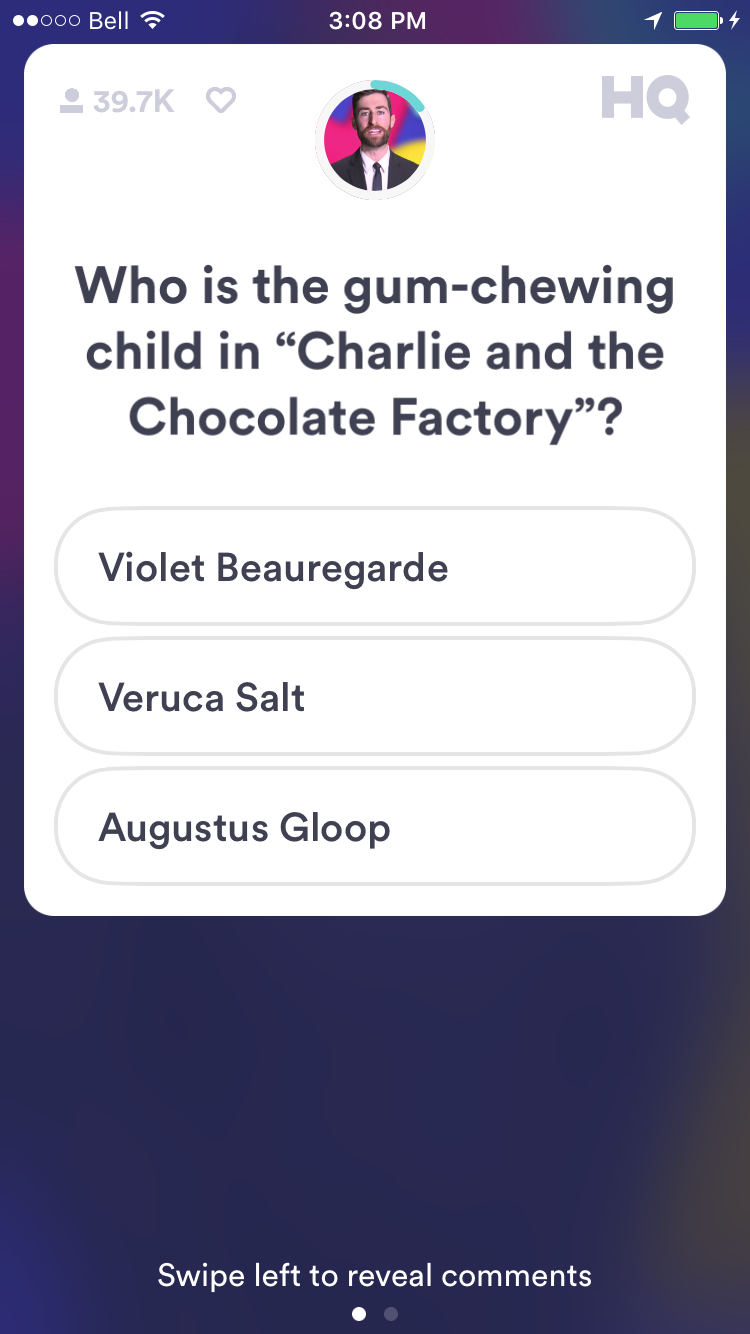 Bell 3:08 PM
39.7K HQ
Who is the gum-chewing
child in “Charlie and the
Chocolate Factory”?
Violet Beauregarde
Veruca Salt
Augustus Gloop
Swipe left to reveal comments